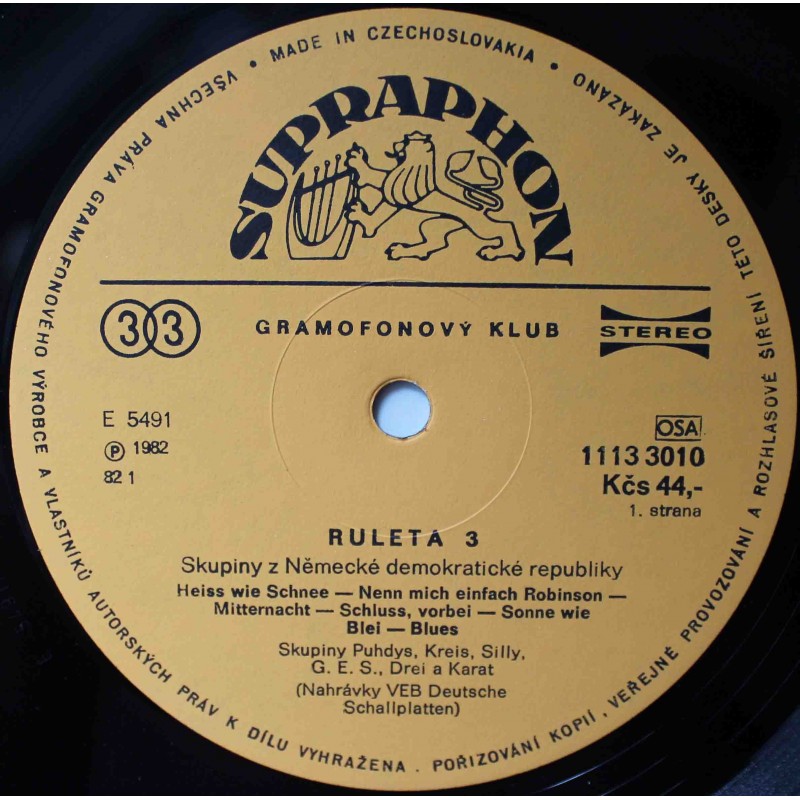 • MADE IN CZECHOSLOVAKIA •
VŠECHNA PRÁVA GRAMOFONOVÉHO VÝROBCE A VLASTNÍKŮ AUTORSKÝCH PRÁV K DÍLU VYHRAŽENA . POŘIZOVÁNÍ KOPIÍ, VEŘEJNÉ PROVOZOVÁNÍ A ROZHLASOVÉ ŠÍŘENÍ TÉTO DESKY JE ZAKÁZÁNO
SUPRAPHON
33 GRAMOFONOVÝ KLUB STEREO
E 5491
Ⓟ 1982
82 1
OSA
1113 3010
Kčs 44,-
1. strana
RULETA 3
Skupiny z Německé demokratické republiky
Heiss wie Schnee — Nenn mich einfach Robinson —
Mitternacht — Schluss, vorbei — Sonne wie
Blei — Blues
Skupiny Puhdys, Kreis, Silly,
G. E. S., Drei a Karat
(Nahrávky VEB Deutsche
Schallplatten)